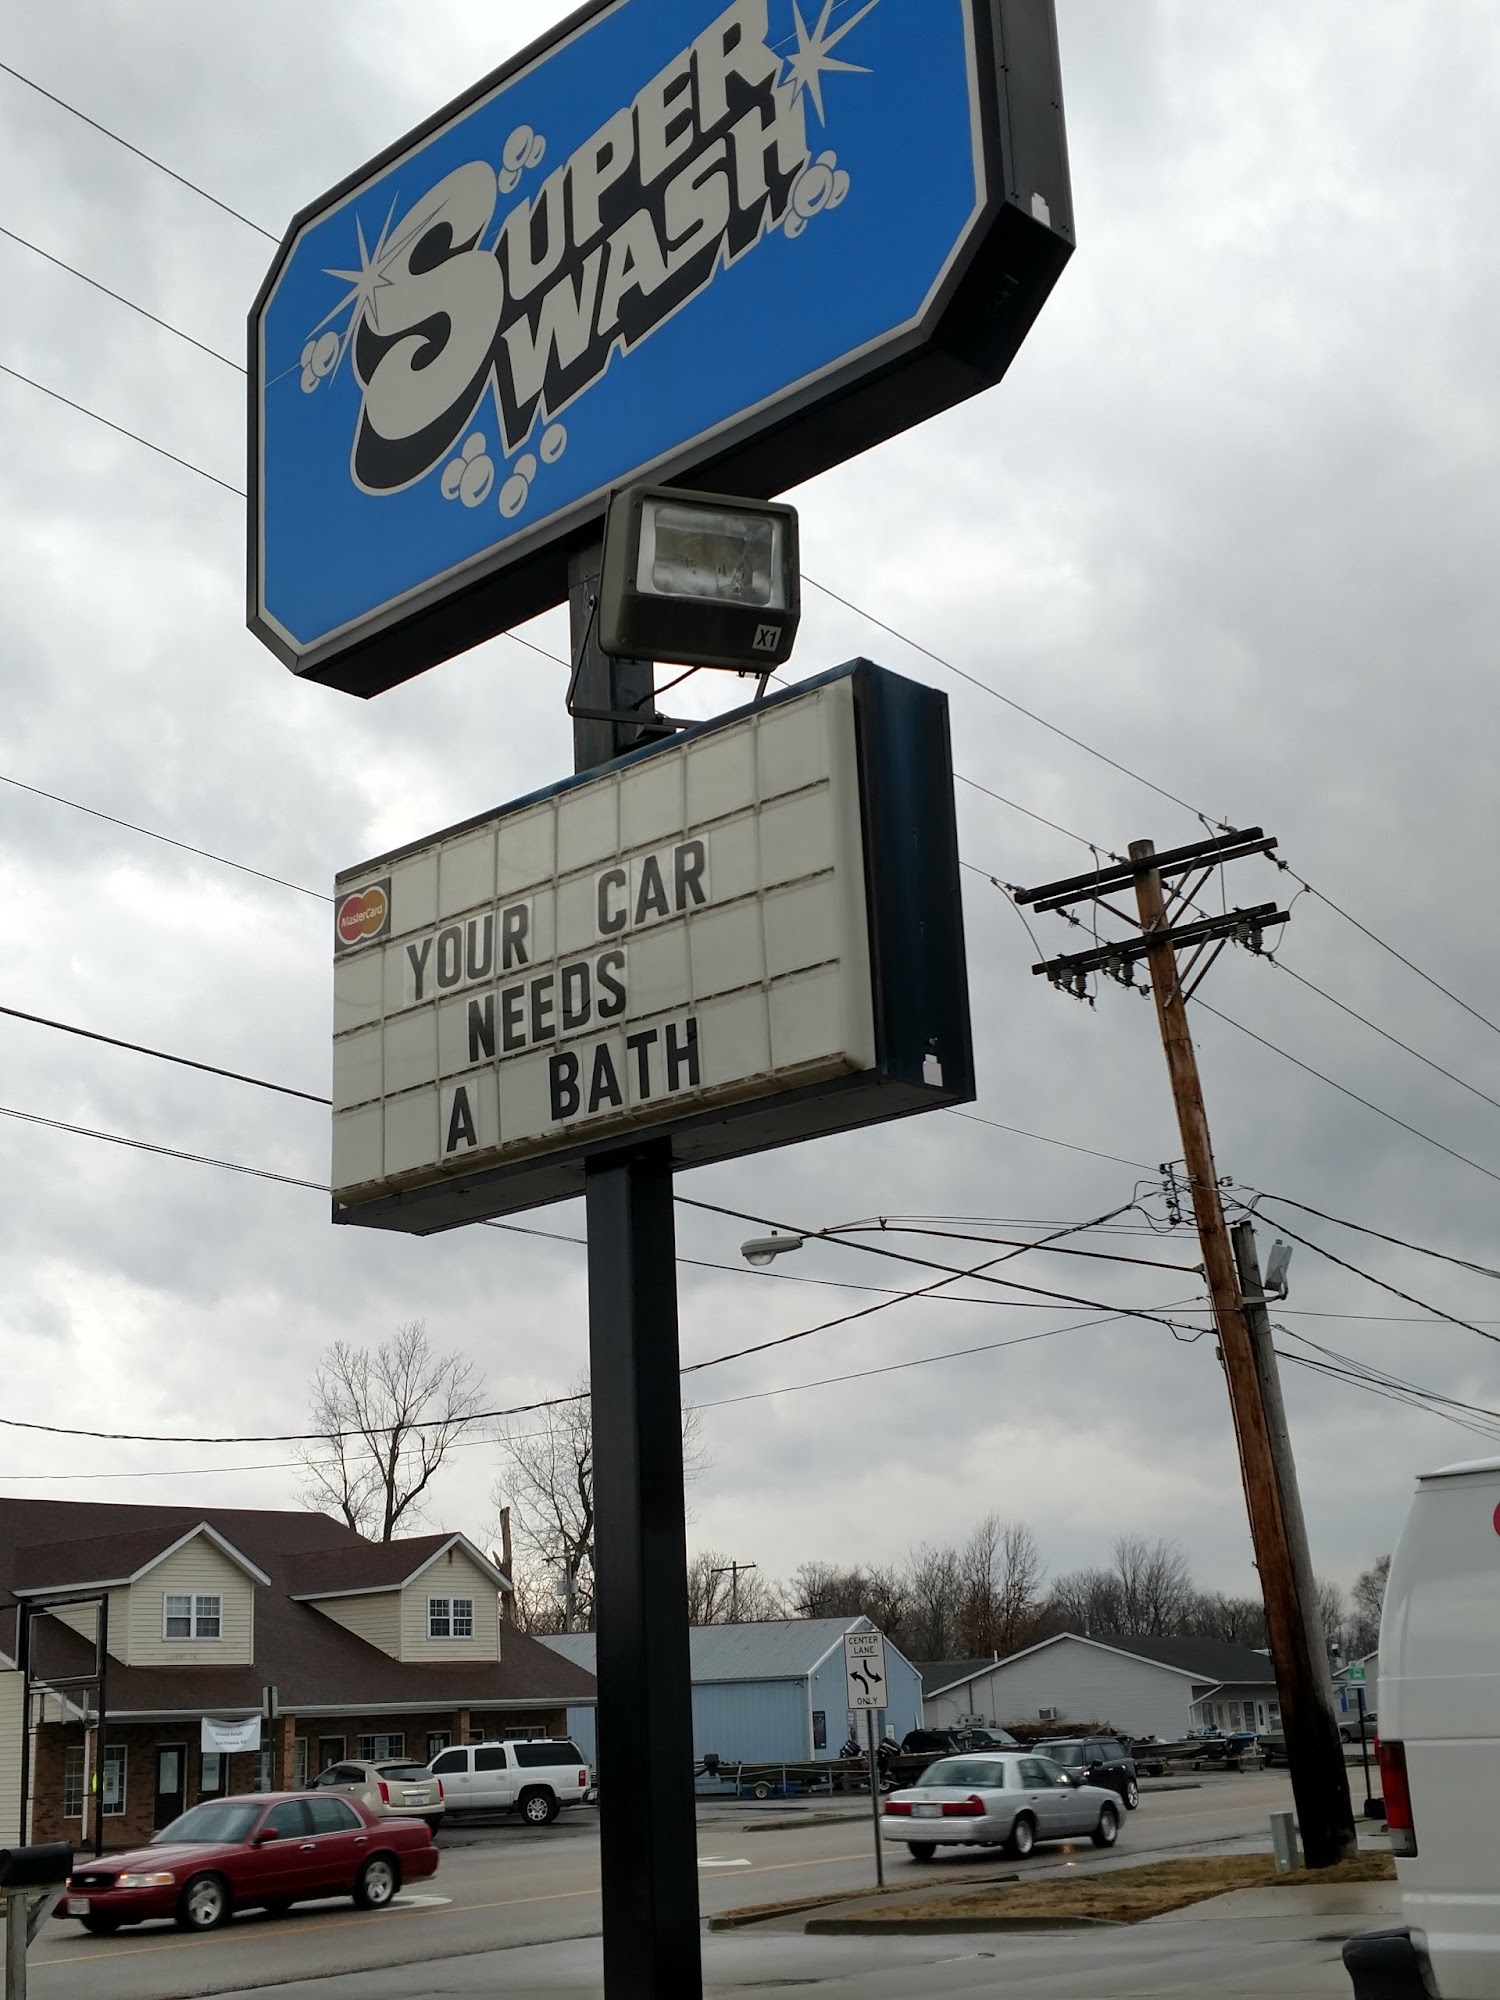 SUPER
WASH
X1
MasterCard
YOUR CAR
NEEDS
A BATH
CENTER
LANE
ONLY